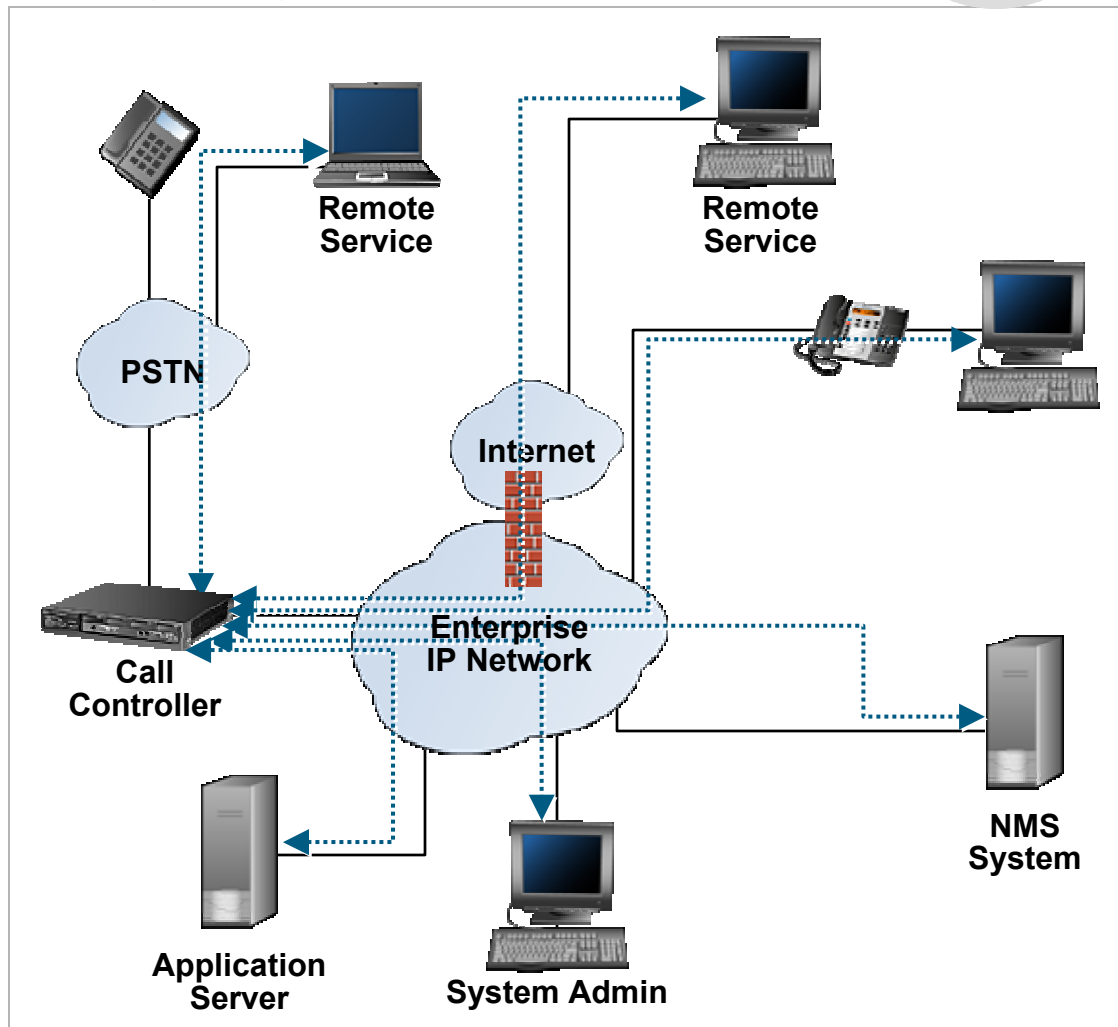 Remote
Service
Remote
Service
PSTN
Internet
Enterprise
IP Network
Call
Controller
NMS
System
Application
Server
System Admin